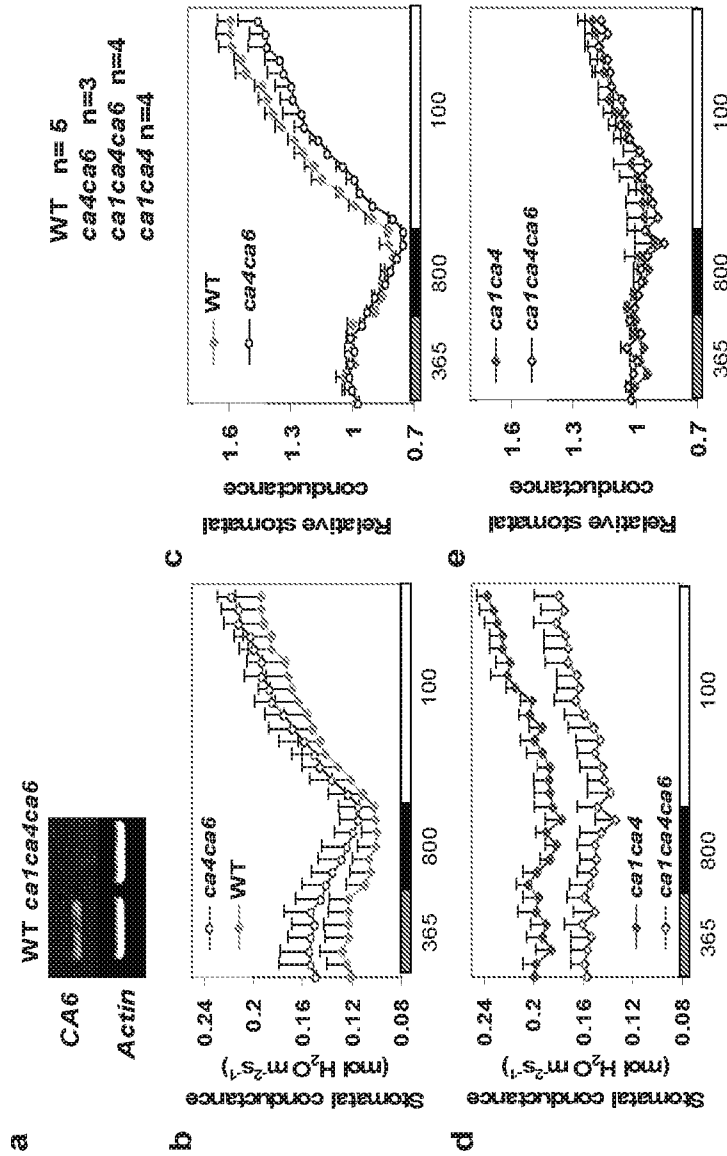 a
WT ca1ca4ca6
CA6
Actin
WT n= 5
ca4ca6 n=3
ca1ca4ca6 n=4
ca1ca4 n=4
b
Stomatal conductance
(mol H₂O m⁻²s⁻¹)
0.24
0.2
0.16
0.12
0.08
ca4ca6
WT
365
800
100
c
Relative stomatal
conductance
1.6
1.3
1
0.7
WT
ca4ca6
365
800
100
d
Stomatal conductance
(mol H₂O m⁻²s⁻¹)
0.24
0.2
0.16
0.12
0.08
ca1ca4
ca1ca4ca6
365
800
100
e
Relative stomatal
conductance
1.6
1.3
1
0.7
ca1ca4
ca1ca4ca6
365
800
100